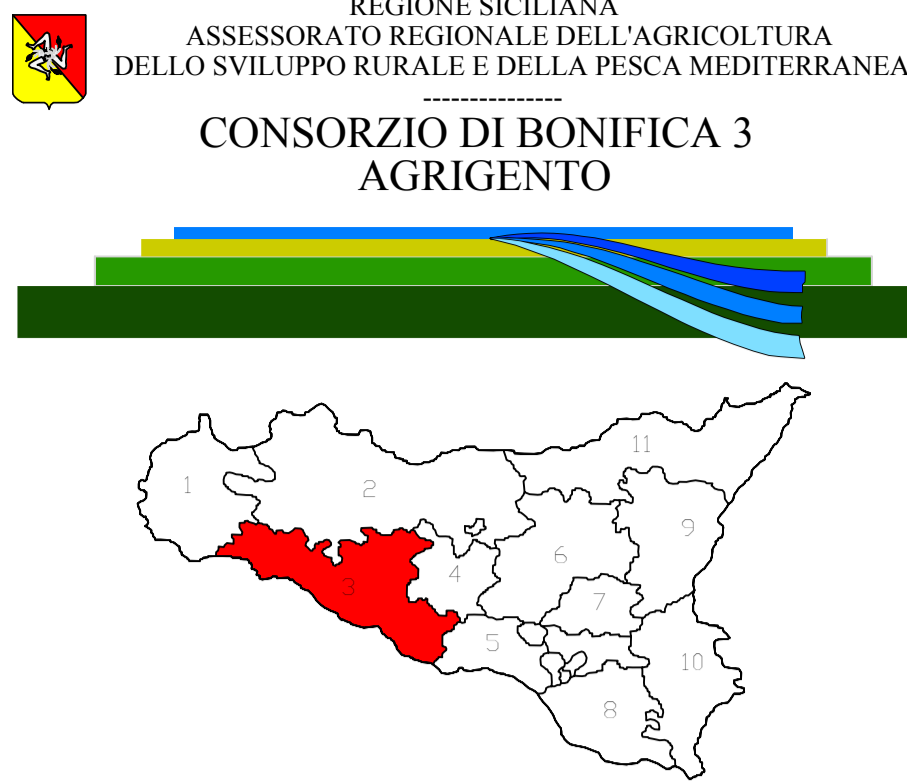 REGIONE SICILIANA
ASSESSORATO REGIONALE DELL'AGRICOLTURA
DELLO SVILUPPO RURALE E DELLA PESCA MEDITERRANEA
---------------
CONSORZIO DI BONIFICA 3
AGRIGENTO
11
1
2
9
6
4
3
7
5
10
8